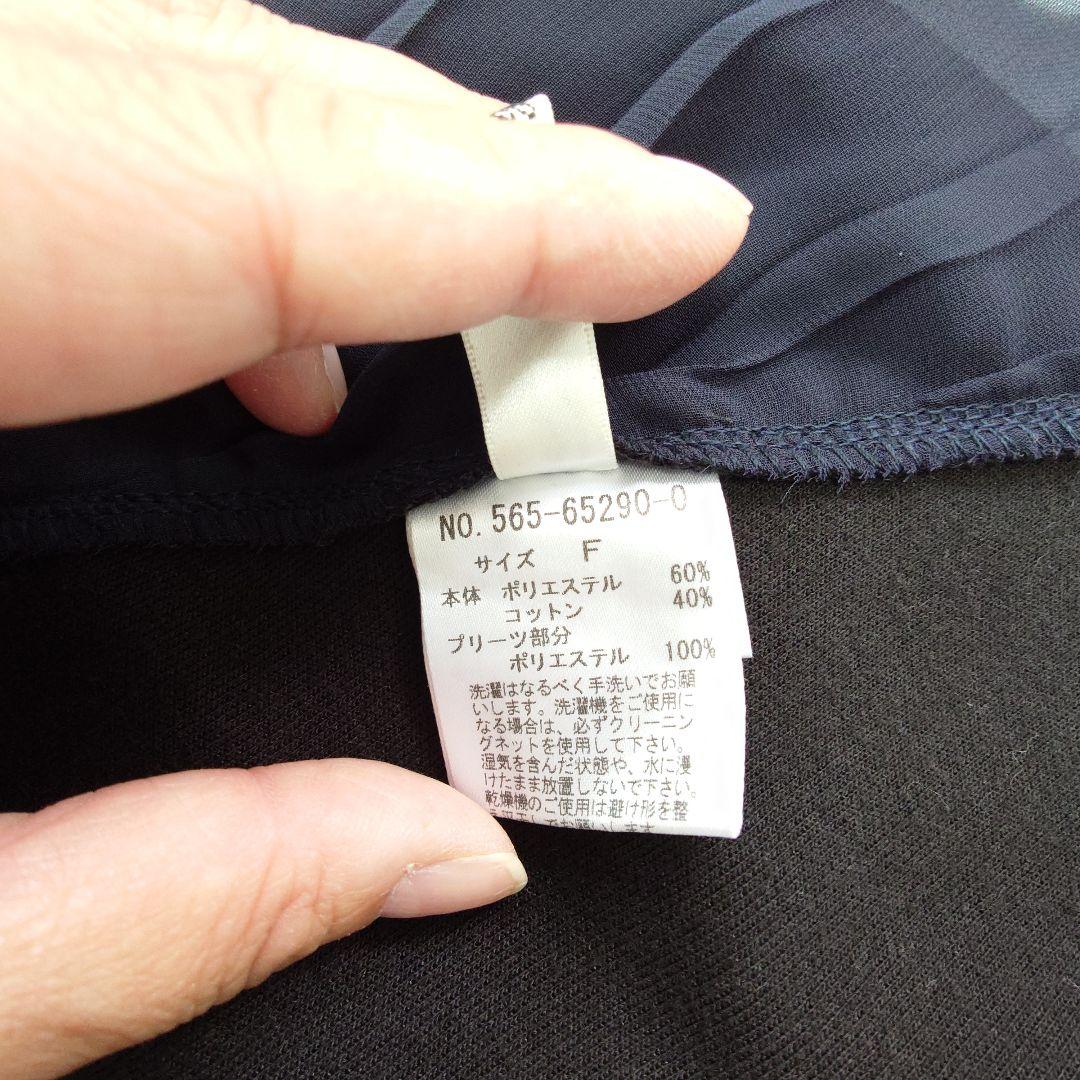 NO. 565-65290-0
サイズ F
本体 ポリエステル 60%
コットン 40%
プリーツ部分
ポリエステル 100%
洗濯はなるべく手洗いでお願
いします。洗濯機をご使用に
なる場合は、必ずクリーニン
グネットを使用して下さい。
湿気を含んだ状態や、水に浸
けたまま放置しないで下さい。
乾燥機のご使用は避け形を整
お願いします